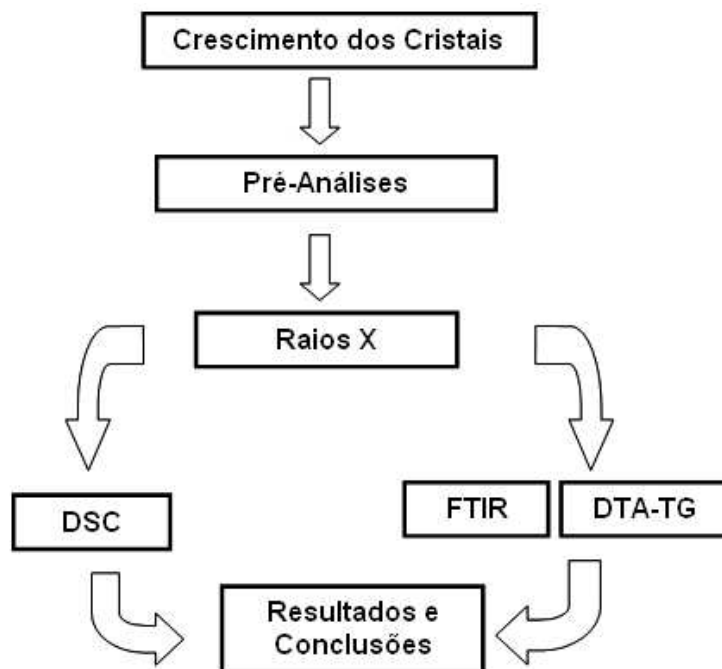 Crescimento dos Cristais
Pré-Análises
Raios X
DSC
FTIR
DTA-TG
Resultados e
Conclusões